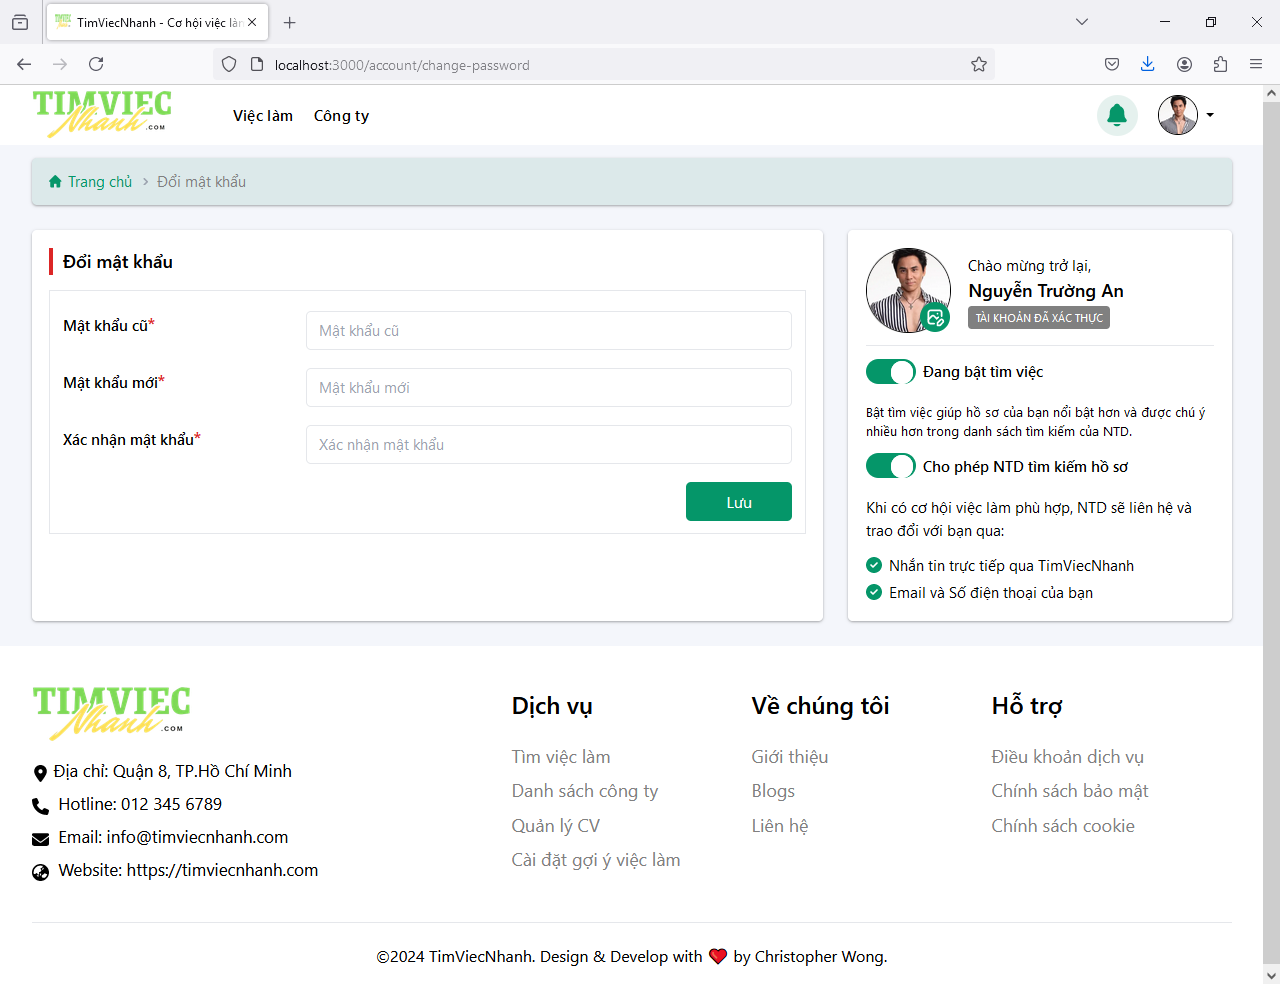 TimViecNhanh - Cơ hội việc làm
localhost:3000/account/change-password
TIMVIEC
Nhanh .COM
Việc làm
Công ty
Trang chủ > Đổi mật khẩu
Đổi mật khẩu
Mật khẩu cũ*
Mật khẩu cũ
Mật khẩu mới*
Mật khẩu mới
Xác nhận mật khẩu*
Xác nhận mật khẩu
Lưu
Chào mừng trở lại,
Nguyễn Trường An
TÀI KHOẢN ĐÃ XÁC THỰC
Đang bật tìm việc
Bật tìm việc giúp hồ sơ của bạn nổi bật hơn và được chú ý
nhiều hơn trong danh sách tìm kiếm của NTD.
Cho phép NTD tìm kiếm hồ sơ
Khi có cơ hội việc làm phù hợp, NTD sẽ liên hệ và
trao đổi với bạn qua:
Nhắn tin trực tiếp qua TimViecNhanh
Email và Số điện thoại của bạn
TIMVIEC
Nhanh .COM
Địa chỉ: Quận 8, TP.Hồ Chí Minh
Hotline: 012 345 6789
Email: info@timviecnhanh.com
Website: https://timviecnhanh.com
Dịch vụ
Tìm việc làm
Danh sách công ty
Quản lý CV
Cài đặt gợi ý việc làm
Về chúng tôi
Giới thiệu
Blogs
Liên hệ
Hỗ trợ
Điều khoản dịch vụ
Chính sách bảo mật
Chính sách cookie
©2024 TimViecNhanh. Design & Develop with ❤ by Christopher Wong.